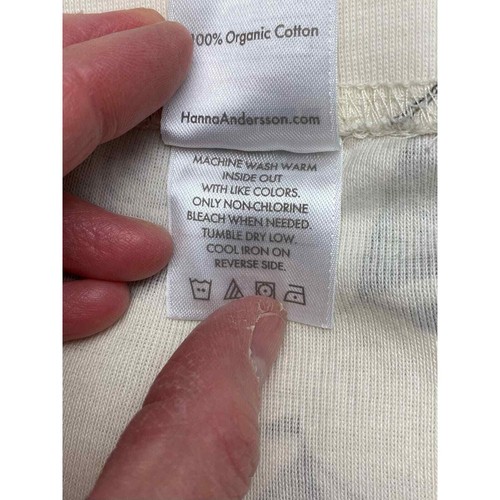 100% Organic Cotton
HannaAndersson.com
MACHINE WASH WARM
INSIDE OUT
WITH LIKE COLORS.
ONLY NON-CHLORINE
BLEACH WHEN NEEDED.
TUMBLE DRY LOW.
COOL IRON ON
REVERSE SIDE.